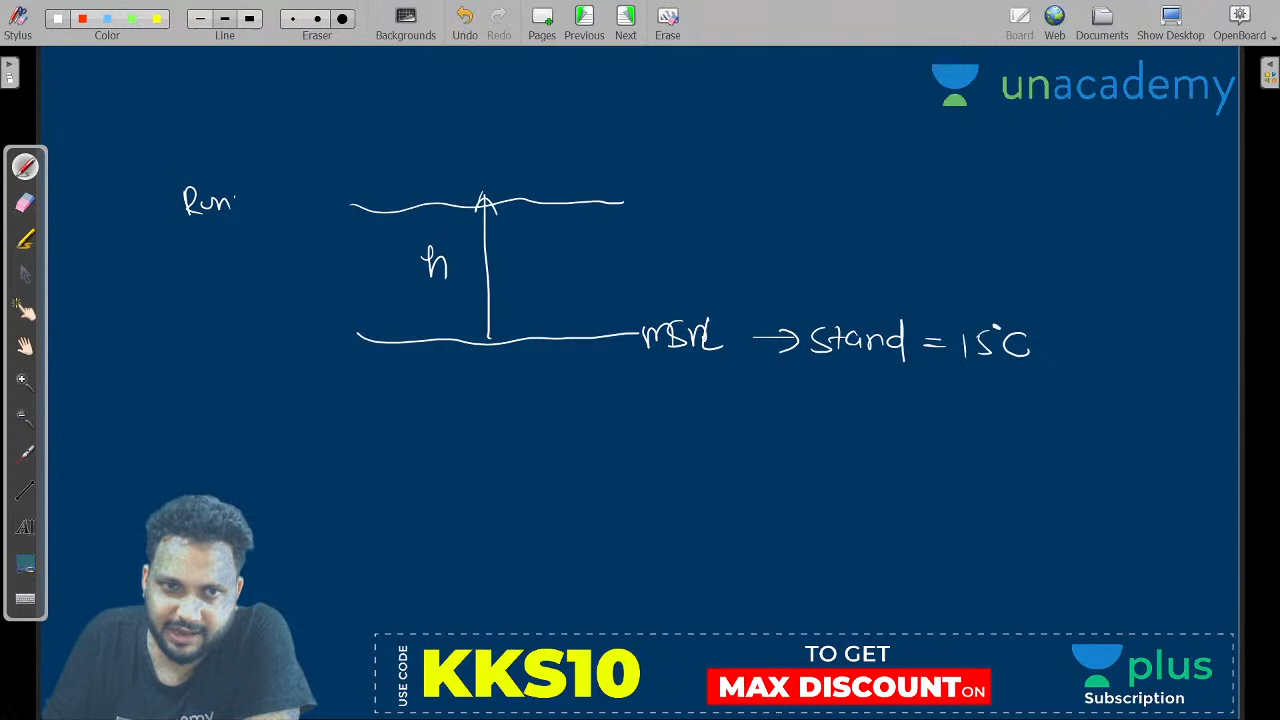 Stylus Color Line Eraser Backgrounds Undo Redo Pages Previous Next Erase Board Web Documents Show Desktop OpenBoard
unacademy
Run
h
MSL → stand = 15°C
USE CODE
KKS10
TO GET
MAX DISCOUNT ON
plus
Subscription